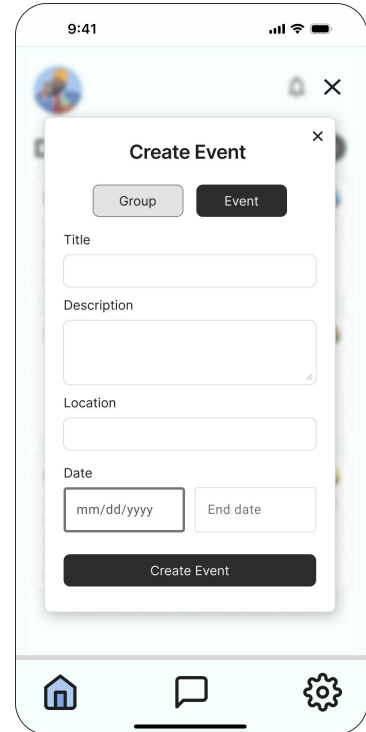 9:41
Create Event
Group Event
Title
Description
Location
Date
mm/dd/yyyy End date
Create Event